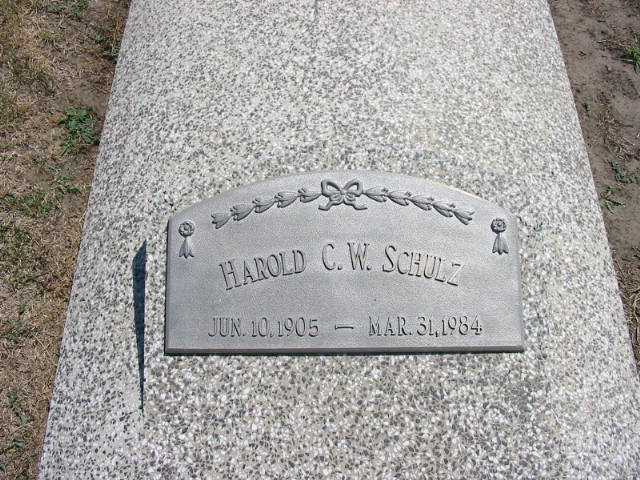 HAROLD C. W. SCHULZ
JUN. 10, 1905 — MAR. 31, 1984